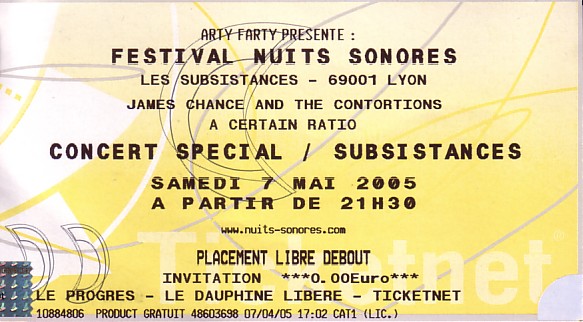 ARTY FARTY PRESENTE :
FESTIVAL NUITS SONORES
LES SUBSISTANCES - 69001 LYON
JAMES CHANCE AND THE CONTORTIONS
A CERTAIN RATIO
CONCERT SPECIAL / SUBSISTANCES
SAMEDI 7 MAI 2005
A PARTIR DE 21H30
www.nuits-sonores.com
Ticketnet®
PLACEMENT LIBRE DEBOUT
INVITATION ***0.00Euro***
LE PROGRES - LE DAUPHINE LIBERE - TICKETNET
10884806 PRODUCT GRATUIT 48603698 07/04/05 17:02 CAT1 (LIC.)